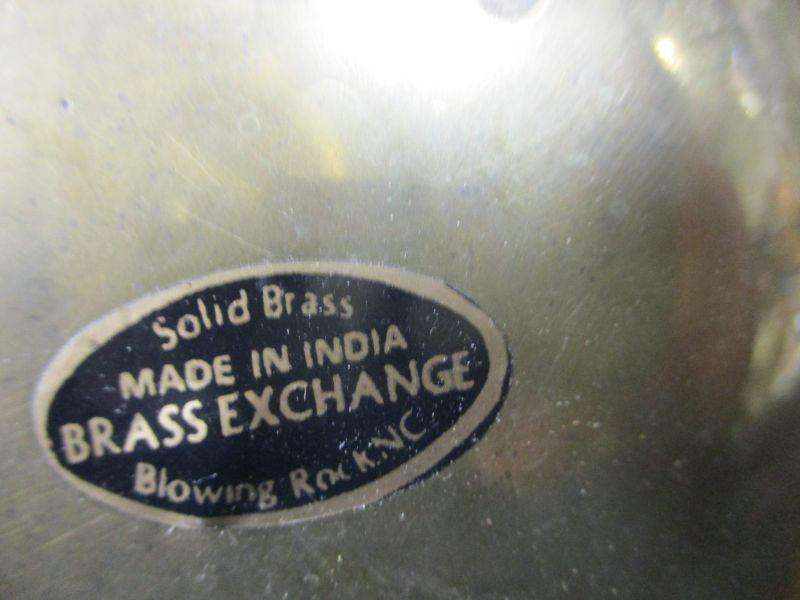 Solid Brass
MADE IN INDIA
BRASS EXCHANGE
Blowing Rock, NC